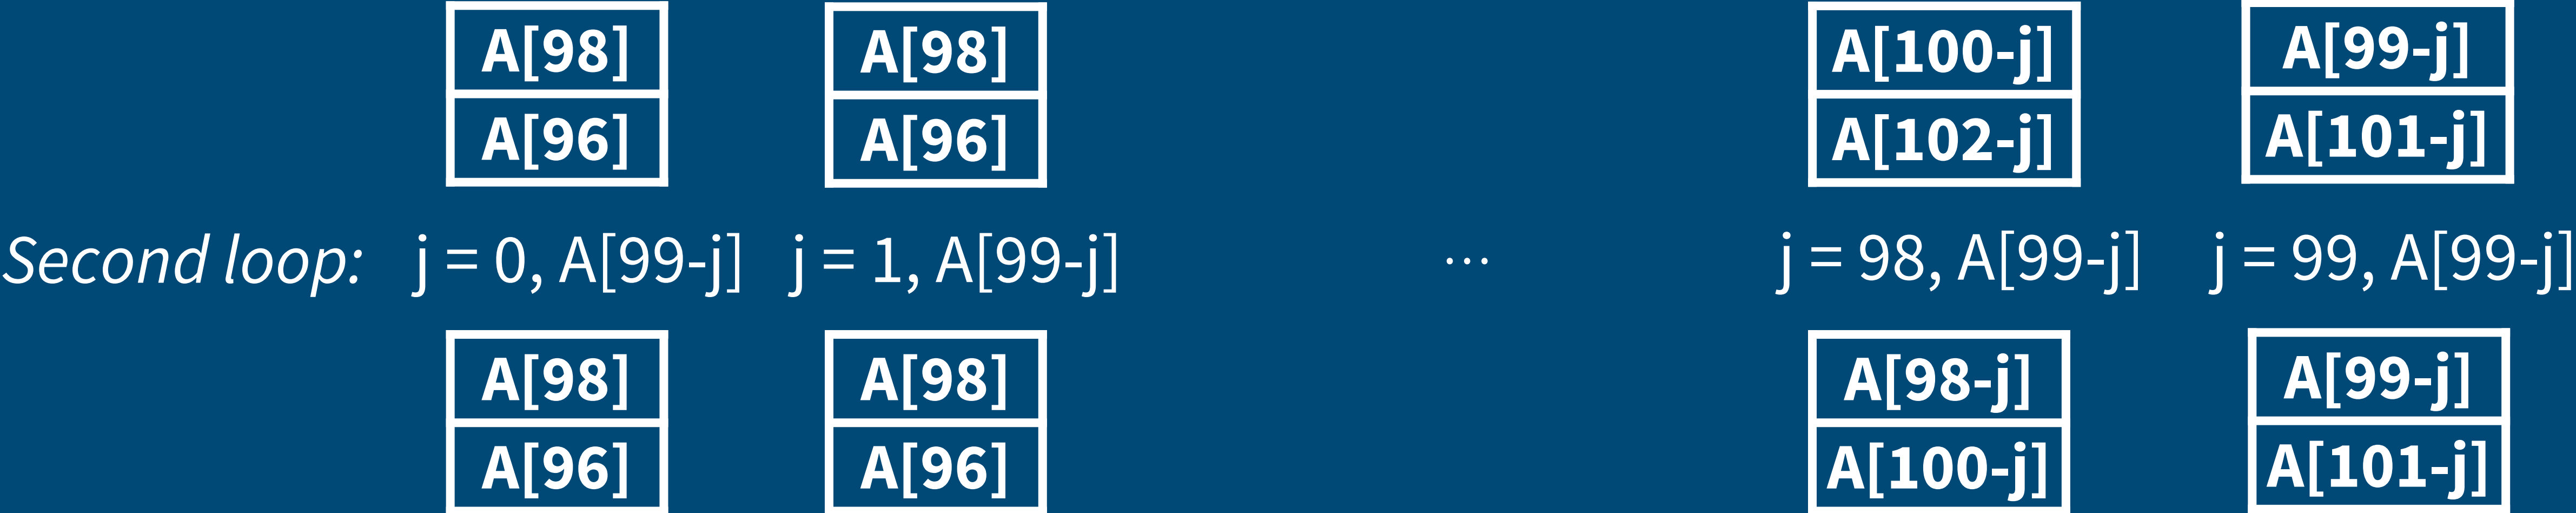 A[98] A[98] A[100-j] A[99-j]
A[96] A[96] A[102-j] A[101-j]
Second loop: j = 0, A[99-j] j = 1, A[99-j] ... j = 98, A[99-j] j = 99, A[99-j]
A[98] A[98] A[98-j] A[99-j]
A[96] A[96] A[100-j] A[101-j]